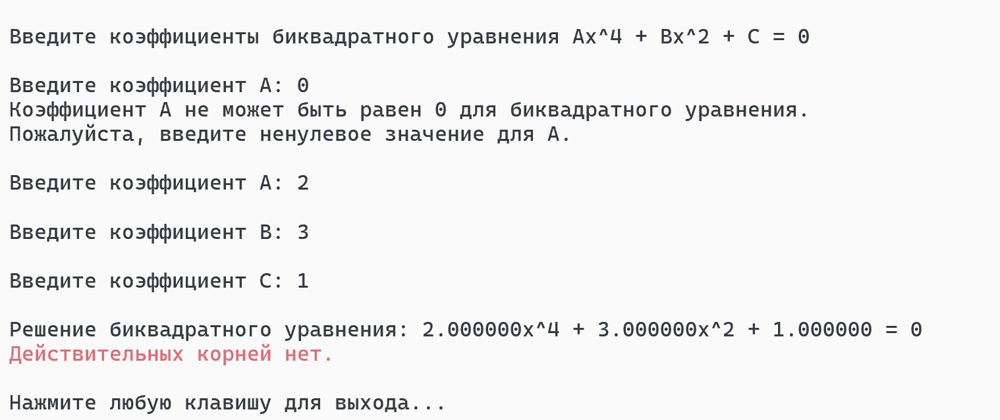 Введите коэффициенты биквадратного уравнения Ax^4 + Bx^2 + C = 0
Введите коэффициент A: 0
Коэффициент A не может быть равен 0 для биквадратного уравнения.
Пожалуйста, введите ненулевое значение для A.
Введите коэффициент A: 2
Введите коэффициент B: 3
Введите коэффициент C: 1
Решение биквадратного уравнения: 2.000000x^4 + 3.000000x^2 + 1.000000 = 0
Действительных корней нет.
Нажмите любую клавишу для выхода...